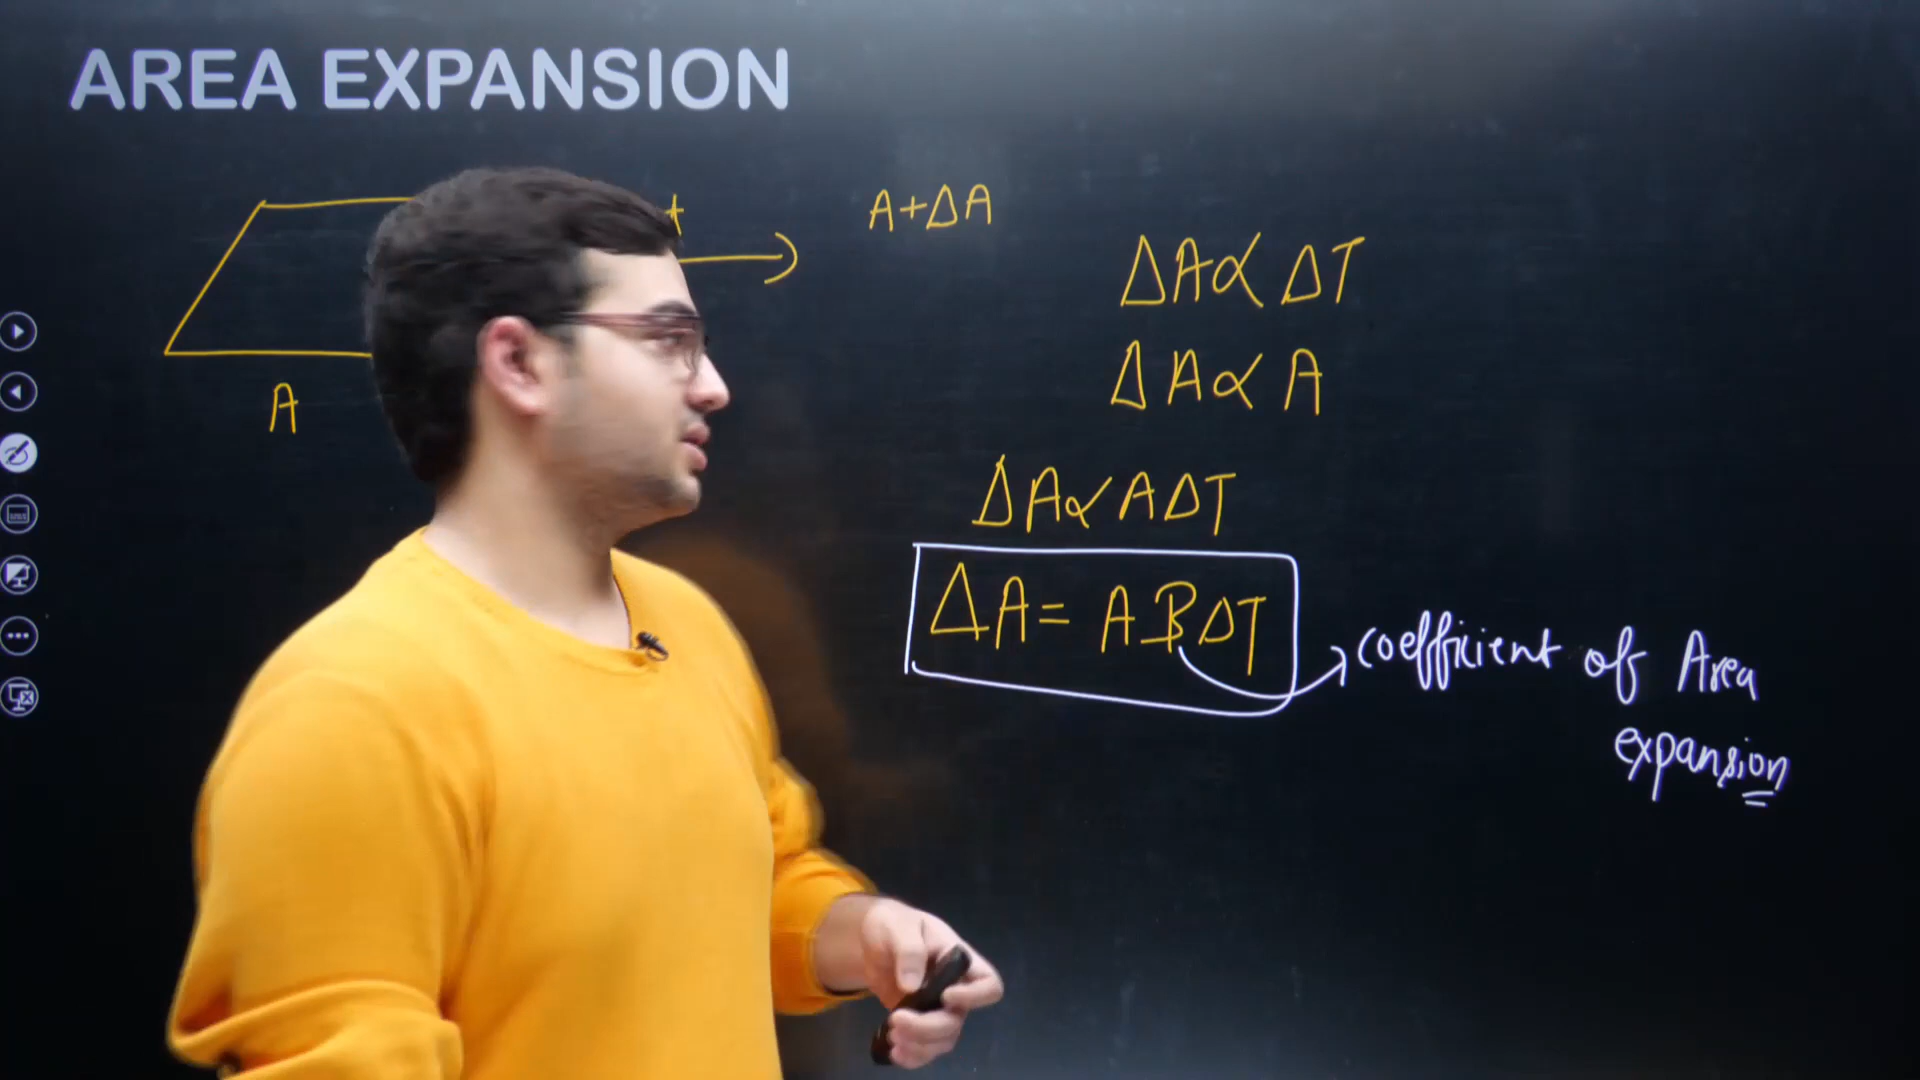 AREA EXPANSION
A+ΔA
A
ΔA∝ ΔT
ΔA∝ A
ΔA∝AΔT
ΔA= AβΔT
coefficient of Area
expansion